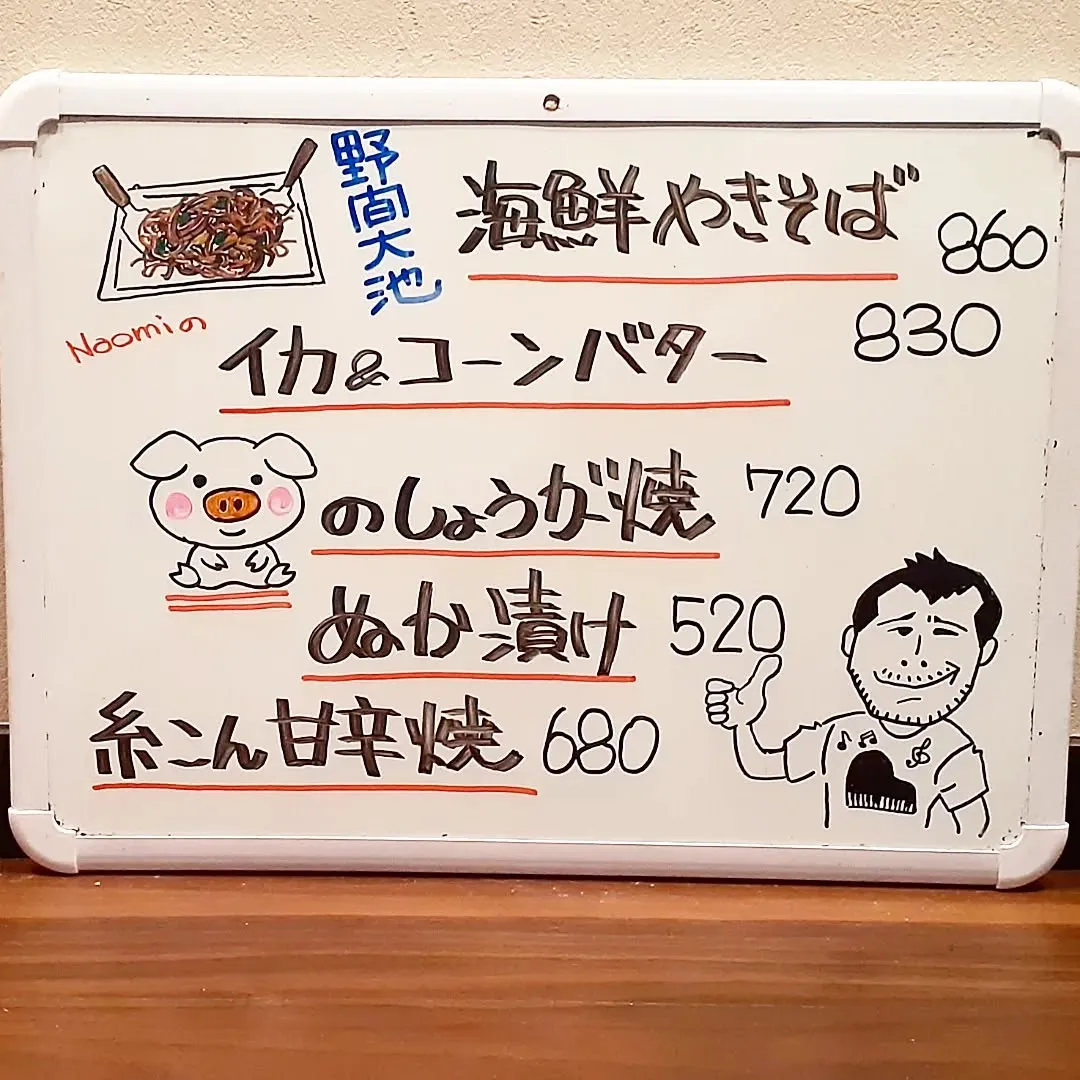 野間大池
海鮮やきそば 860
Naomiの
イカ&コーンバター 830
のしょうが焼 720
ぬか漬け 520
糸こん甘辛焼 680